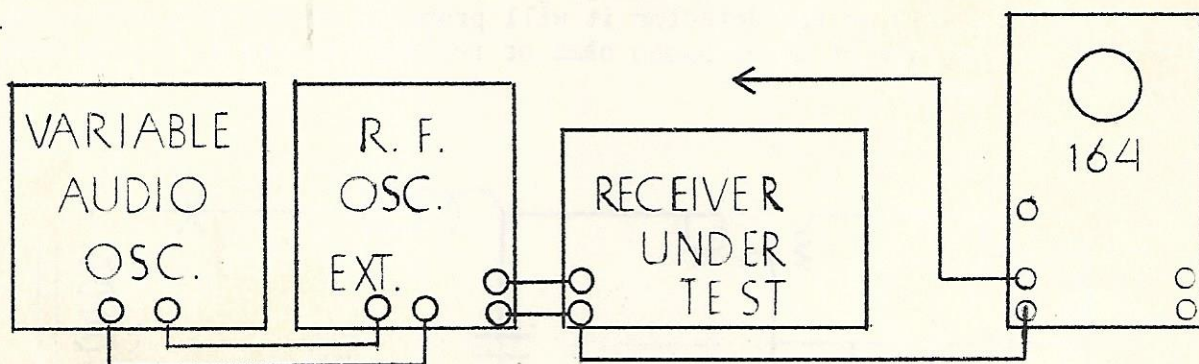 VARIABLE
AUDIO
OSC.
R. F.
OSC.
EXT.
RECEIVER
UNDER
TEST
164